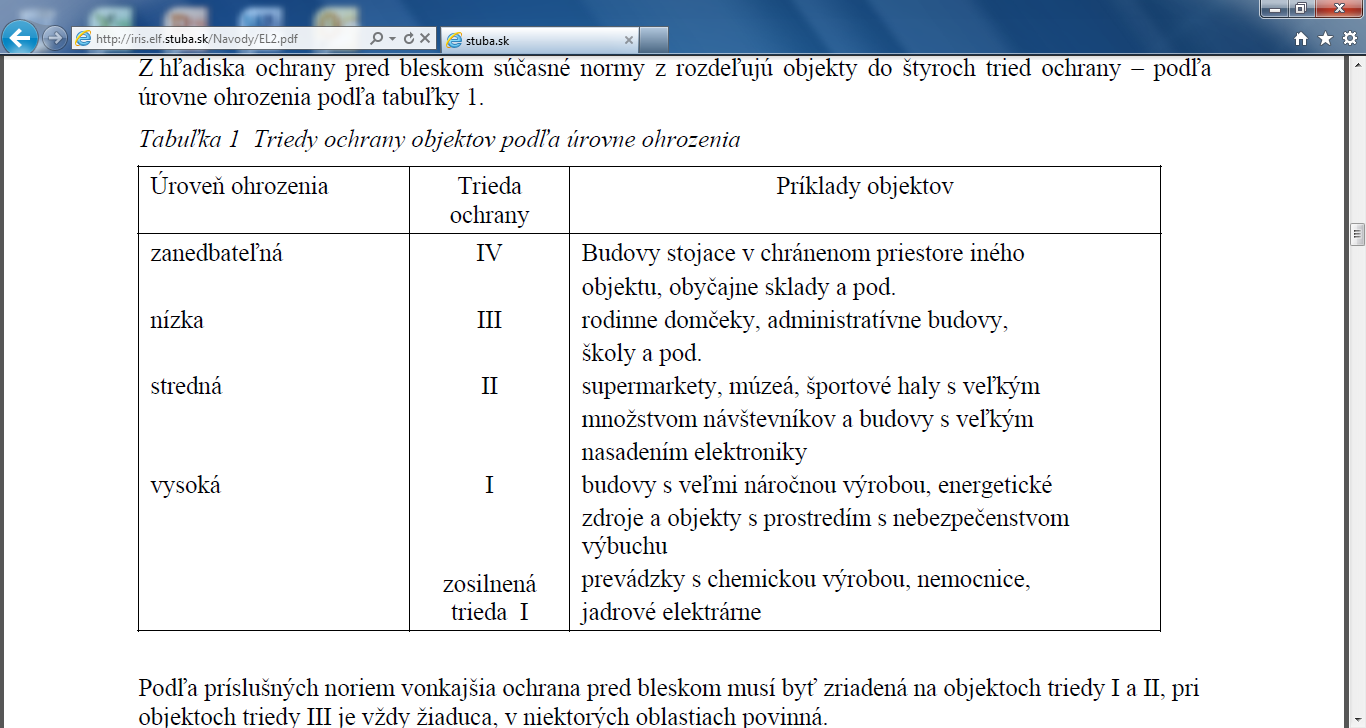 http://iris.elf.stuba.sk/Navody/EL2.pdf
stuba.sk
Z hľadiska ochrany pred bleskom súčasné normy z rozdeľujú objekty do štyroch tried ochrany – podľa
úrovne ohrozenia podľa tabuľky 1.
Tabuľka 1 Triedy ochrany objektov podľa úrovne ohrozenia
Úroveň ohrozenia Trieda ochrany Príklady objektov
zanedbateľná IV Budovy stojace v chránenom priestore iného
objektu, obyčajne sklady a pod.
nízka III rodinne domčeky, administratívne budovy,
školy a pod.
stredná II supermarkety, múzeá, športové haly s veľkým
množstvom návštevníkov a budovy s veľkým
nasadením elektroniky
vysoká I budovy s veľmi náročnou výrobou, energetické
zdroje a objekty s prostredím s nebezpečenstvom
výbuchu
zosilnená prevádzky s chemickou výrobou, nemocnice,
trieda I jadrové elektrárne
Podľa príslušných noriem vonkajšia ochrana pred bleskom musí byť zriadená na objektoch triedy I a II, pri
objektoch triedy III je vždy žiaduca, v niektorých oblastiach povinná.